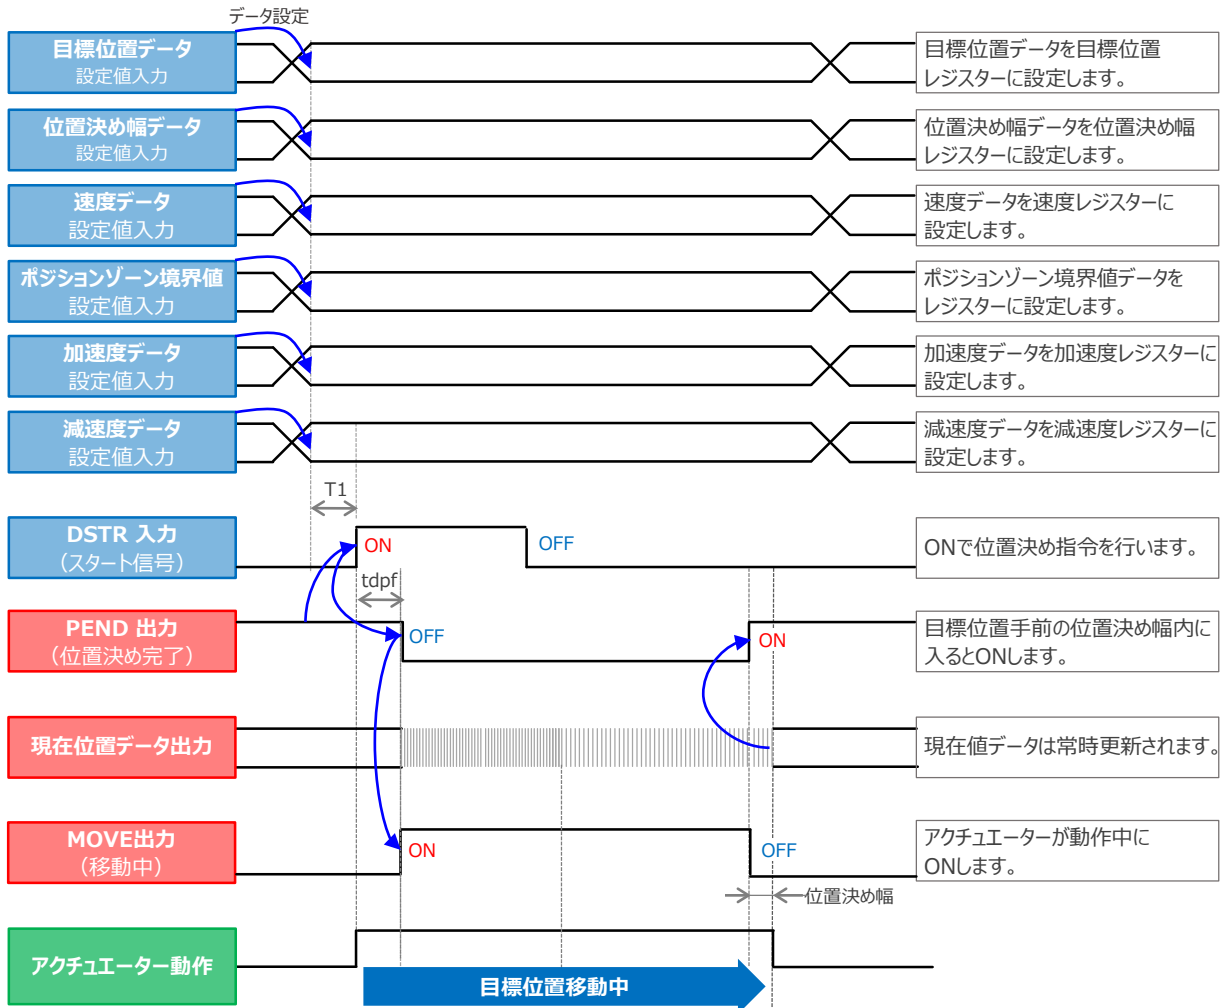 データ設定
目標位置データ
設定値入力
目標位置データを目標位置
レジスターに設定します。
位置決め幅データ
設定値入力
位置決め幅データを位置決め幅
レジスターに設定します。
速度データ
設定値入力
速度データを速度レジスターに
設定します。
ポジションゾーン境界値
設定値入力
ポジションゾーン境界値データを
レジスターに設定します。
加速度データ
設定値入力
加速度データを加速度レジスターに
設定します。
減速度データ
設定値入力
減速度データを減速度レジスターに
設定します。
T1
DSTR 入力
（スタート信号）
ON
OFF
ONで位置決め指令を行います。
tdpf
PEND 出力
（位置決め完了）
OFF
ON
目標位置手前の位置決め幅内に
入るとONします。
現在位置データ出力
現在値データは常時更新されます。
MOVE出力
（移動中）
ON
OFF
アクチュエーターが動作中に
ONします。
位置決め幅
アクチュエーター動作
目標位置移動中